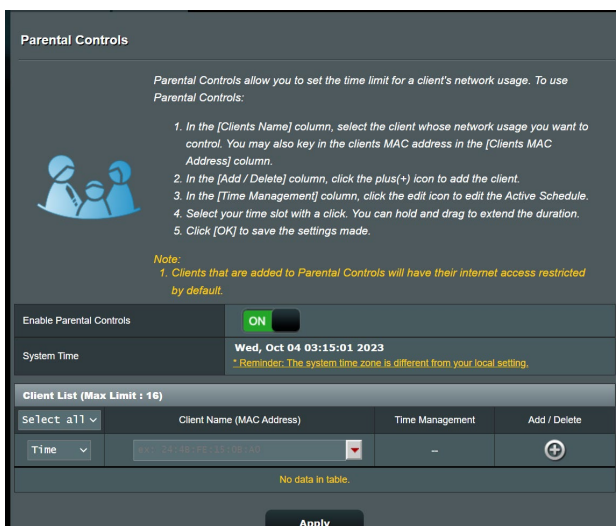 Parental Controls
Parental Controls allow you to set the time limit for a client's network usage. To use
Parental Controls:
1. In the [Clients Name] column, select the client whose network usage you want to
control. You may also key in the clients MAC address in the [Clients MAC
Address] column.
2. In the [Add / Delete] column, click the plus(+) icon to add the client.
3. In the [Time Management] column, click the edit icon to edit the Active Schedule.
4. Select your time slot with a click. You can hold and drag to extend the duration.
5. Click [OK] to save the settings made.
Note:
1. Clients that are added to Parental Controls will have their internet access restricted
by default.
Enable Parental Controls ON
System Time Wed, Oct 04 03:15:01 2023
* Reminder: The system time zone is different from your local setting.
Client List (Max Limit : 16)
Select all Client Name (MAC Address) Time Management Add / Delete
Time --
No data in table.
Apply